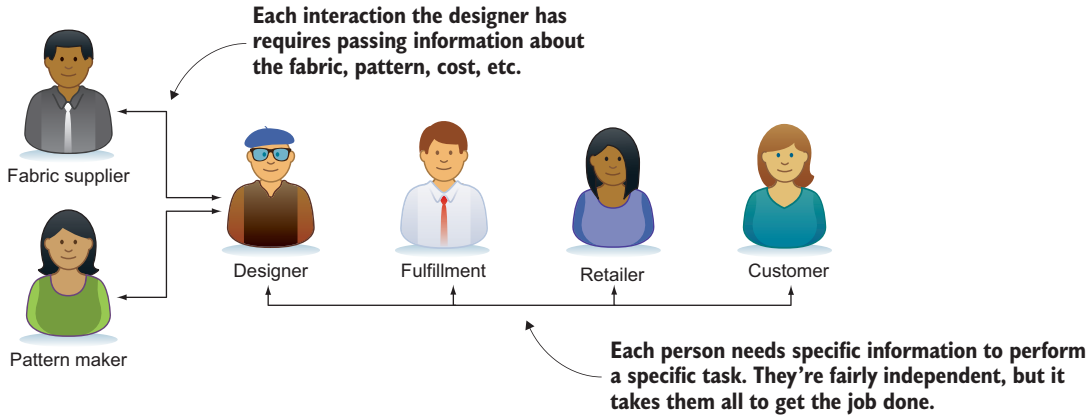 Each interaction the designer has
requires passing information about
the fabric, pattern, cost, etc.
Fabric supplier
Designer
Fulfillment
Retailer
Customer
Pattern maker
Each person needs specific information to perform
a specific task. They’re fairly independent, but it
takes them all to get the job done.